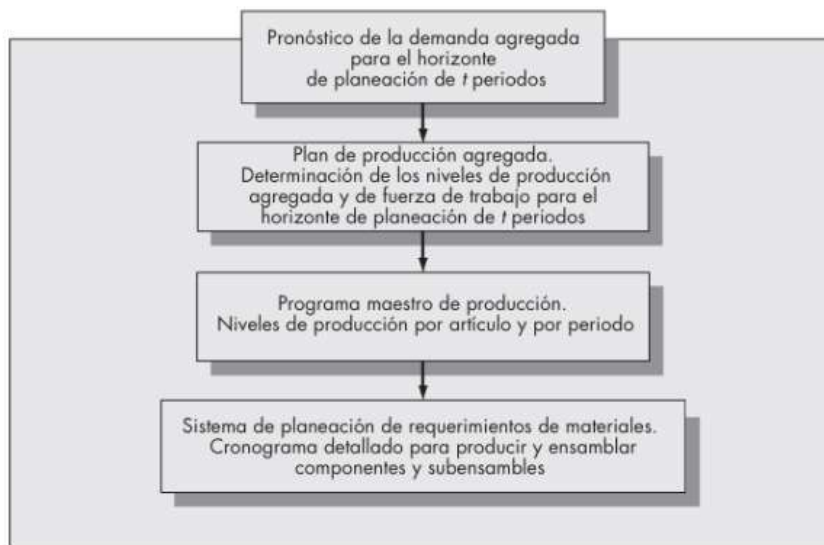 Pronóstico de la demanda agregada
para el horizonte
de planeación de t periodos
Plan de producción agregada.
Determinación de los niveles de producción
agregada y de fuerza de trabajo para el
horizonte de planeación de t periodos
Programa maestro de producción.
Niveles de producción por artículo y por periodo
Sistema de planeación de requerimientos de materiales.
Cronograma detallado para producir y ensamblar
componentes y subensambles